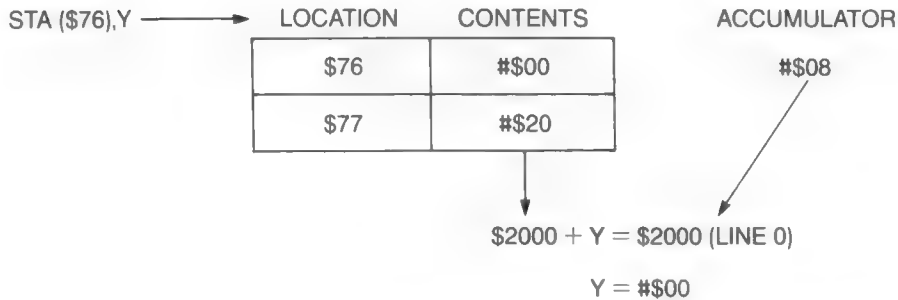 STA ($76),Y LOCATION CONTENTS ACCUMULATOR
$76 #$00 #$08
$77 #$20
$2000 + Y = $2000 (LINE 0)
Y = #$00